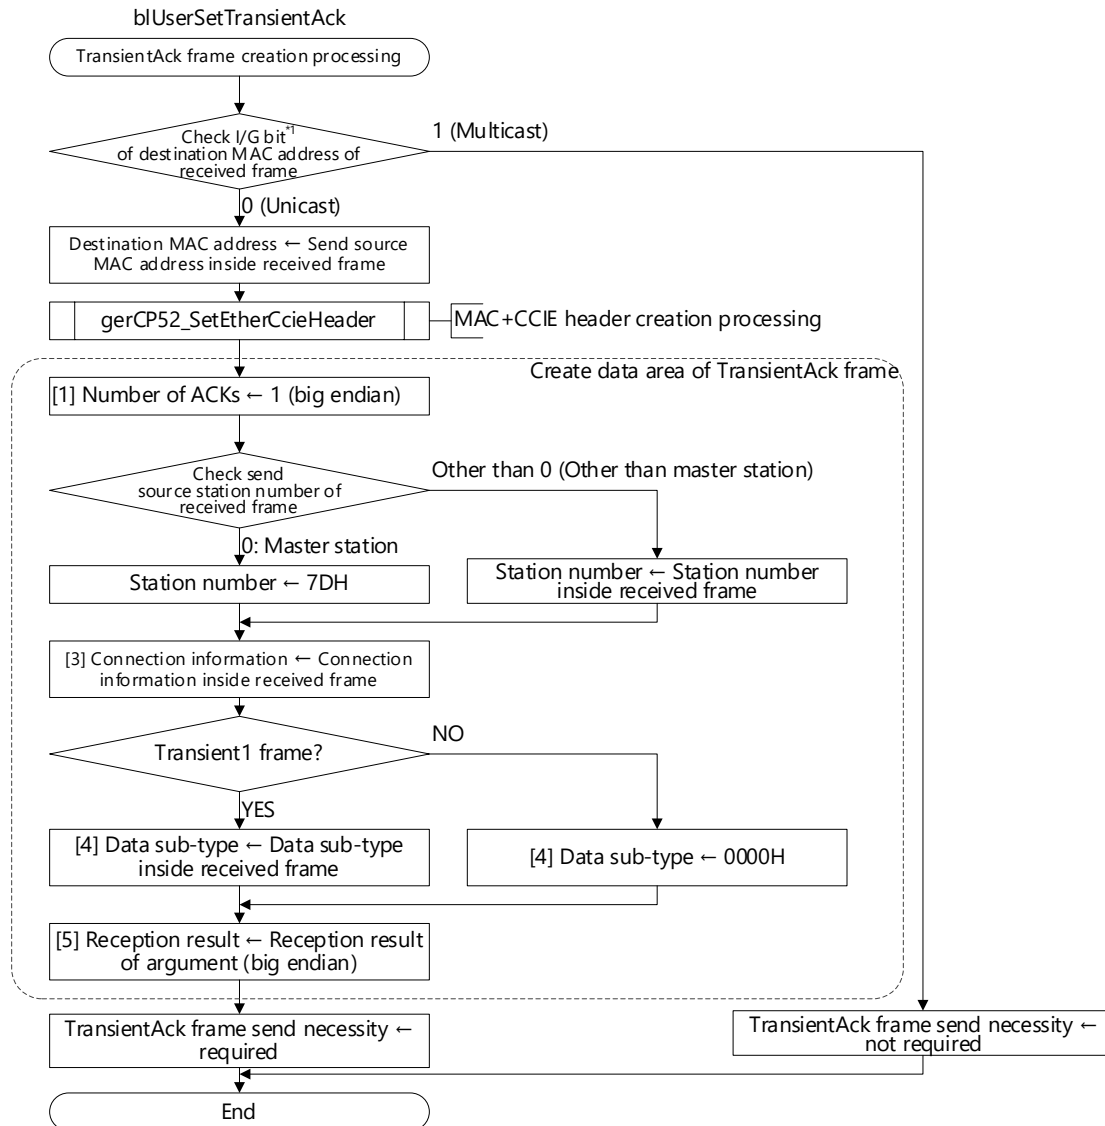 blUserSetTransientAck
TransientAck frame creation processing
Check I/G bit*1
of destination MAC address of
received frame
1 (Multicast)
0 (Unicast)
Destination MAC address ← Send source
MAC address inside received frame
gerCP52_SetEtherCcieHeader
MAC+CCIE header creation processing
Create data area of TransientAck frame
[1] Number of ACKs ← 1 (big endian)
Check send
source station number of
received frame
Other than 0 (Other than master station)
0: Master station
Station number ← 7DH
Station number ← Station number
inside received frame
[3] Connection information ← Connection
information inside received frame
Transient1 frame?
NO
YES
[4] Data sub-type ← Data sub-type
inside received frame
[4] Data sub-type ← 0000H
[5] Reception result ← Reception result
of argument (big endian)
TransientAck frame send necessity ←
required
TransientAck frame send necessity ←
not required
End